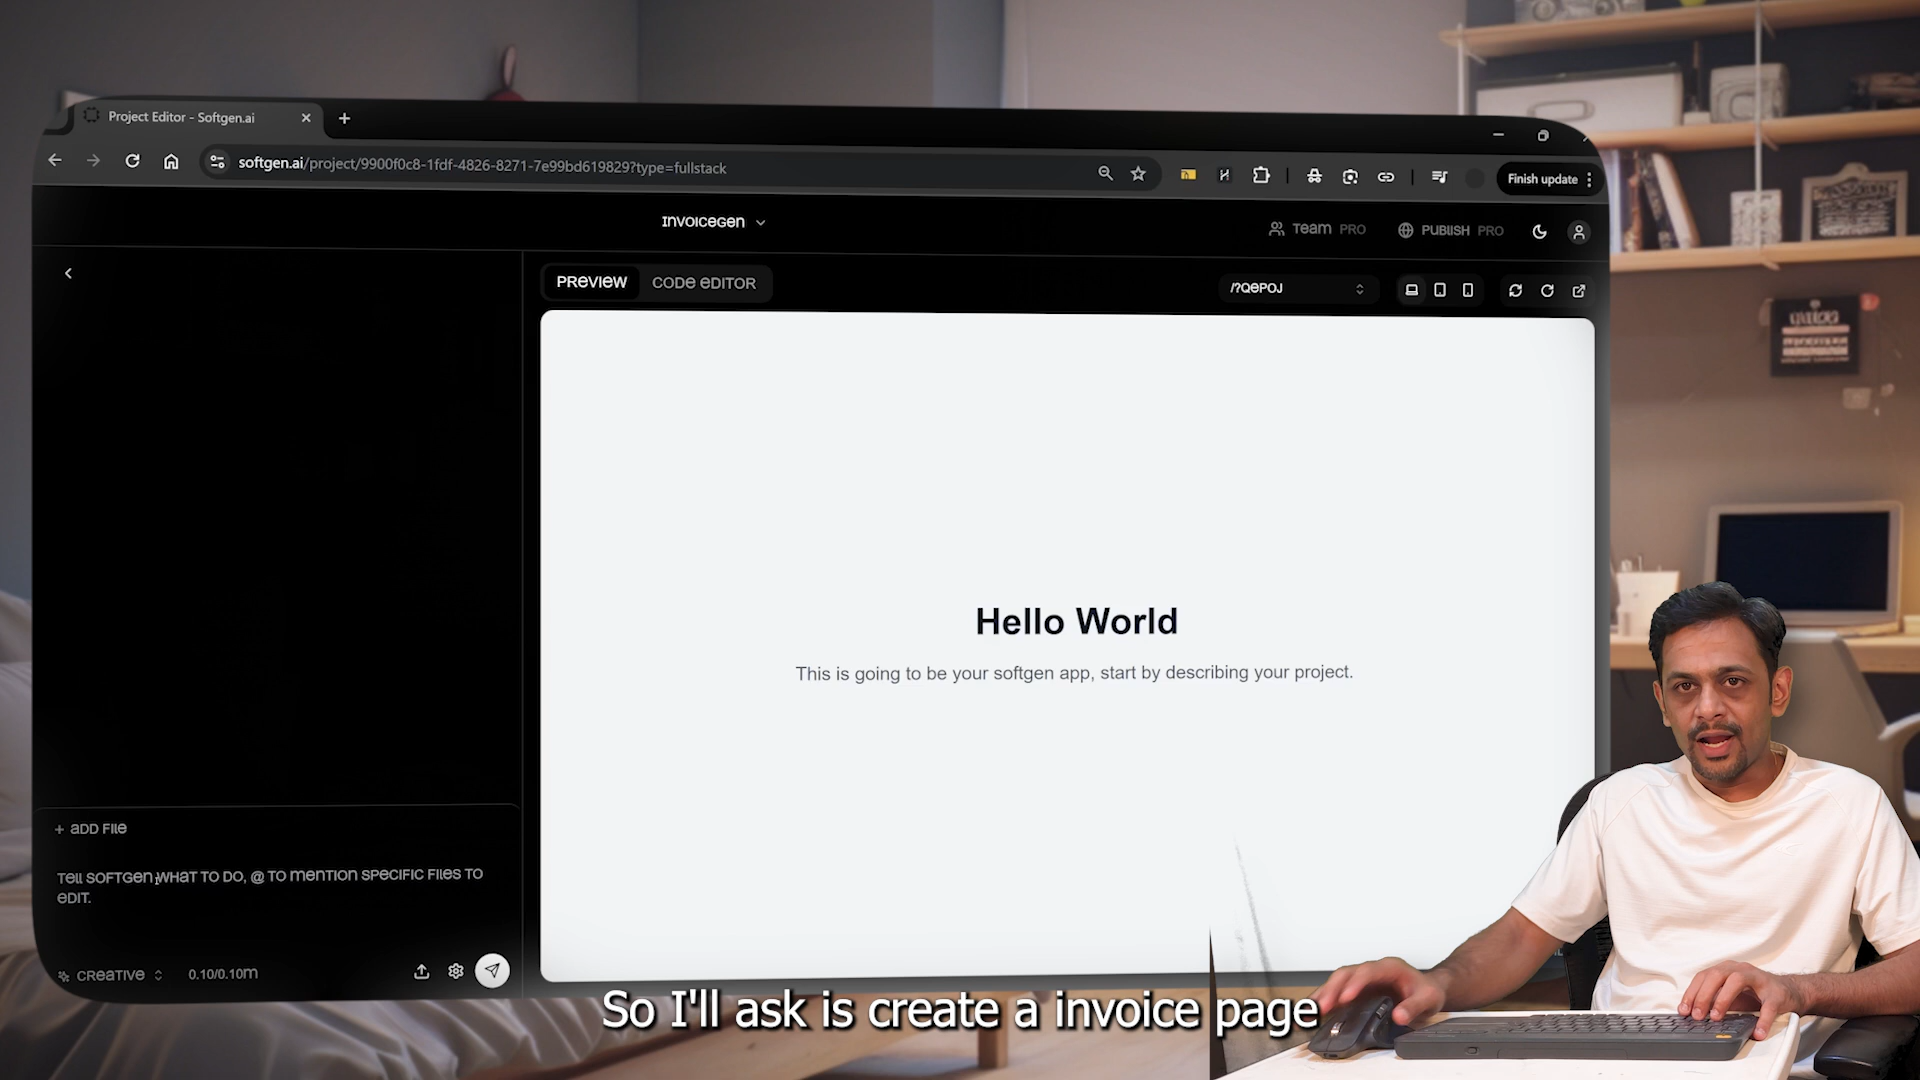 Project Editor - Softgen.ai
softgen.ai/project/9900f0c8-1fdf-4826-8271-7e99bd619829?type=fullstack
Finish update
INVOICEGEN
TEAM PRO
PUBLISH PRO
PREVIEW
CODE EDITOR
/?QEPOJ
Hello World
This is going to be your softgen app, start by describing your project.
+ ADD FILE
TELL SOFTGEN WHAT TO DO, @ TO MENTION SPECIFIC FILES TO
EDIT.
CREATIVE
0.10/0.10M
So I'll ask is create a invoice page